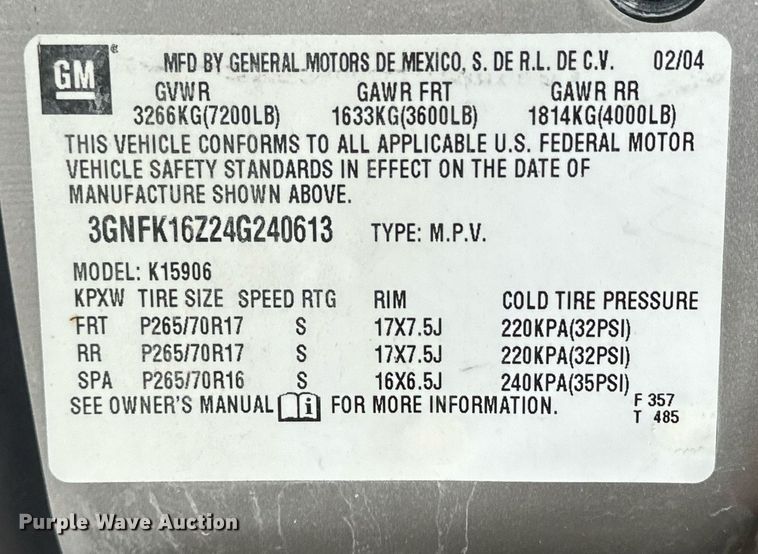 GM ® MFD BY GENERAL MOTORS DE MEXICO, S. DE R.L. DE C.V. 02/04
GVWR GAWR FRT GAWR RR
3266KG(7200LB) 1633KG(3600LB) 1814KG(4000LB)
THIS VEHICLE CONFORMS TO ALL APPLICABLE U.S. FEDERAL MOTOR
VEHICLE SAFETY STANDARDS IN EFFECT ON THE DATE OF
MANUFACTURE SHOWN ABOVE.
3GNFK16Z24G240613 TYPE: M.P.V.
MODEL: K15906
KPXW TIRE SIZE SPEED RTG RIM COLD TIRE PRESSURE
FRT P265/70R17 S 17X7.5J 220KPA(32PSI)
RR P265/70R17 S 17X7.5J 220KPA(32PSI)
SPA P265/70R16 S 16X6.5J 240KPA(35PSI)
SEE OWNER'S MANUAL i FOR MORE INFORMATION. F 357
T 485
Purple Wave Auction